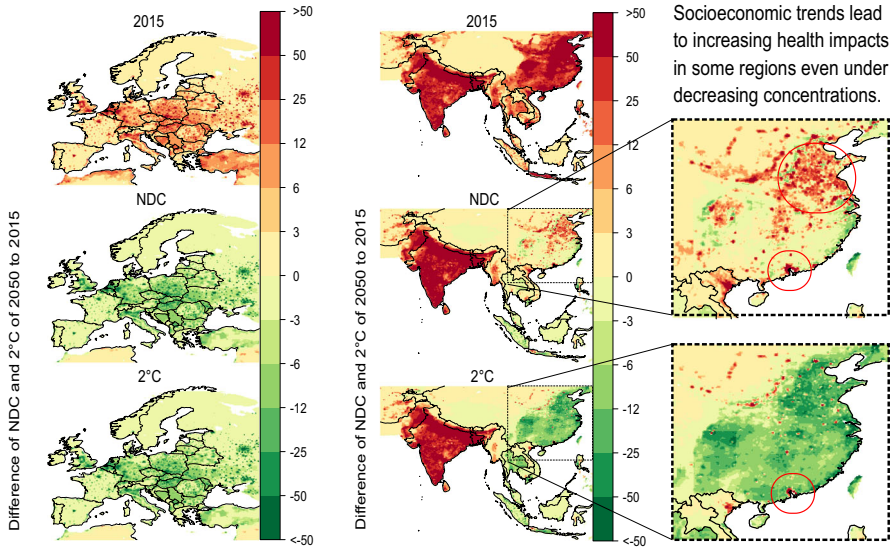 Difference of NDC and 2°C of 2050 to 2015
2015
NDC
2°C
>50
50
25
12
6
3
0
-3
-6
-12
-25
-50
<-50
Difference of NDC and 2°C of 2050 to 2015
2015
NDC
2°C
>50
50
25
12
6
3
0
-3
-6
-12
-25
-50
<-50
Socioeconomic trends lead
to increasing health impacts
in some regions even under
decreasing concentrations.